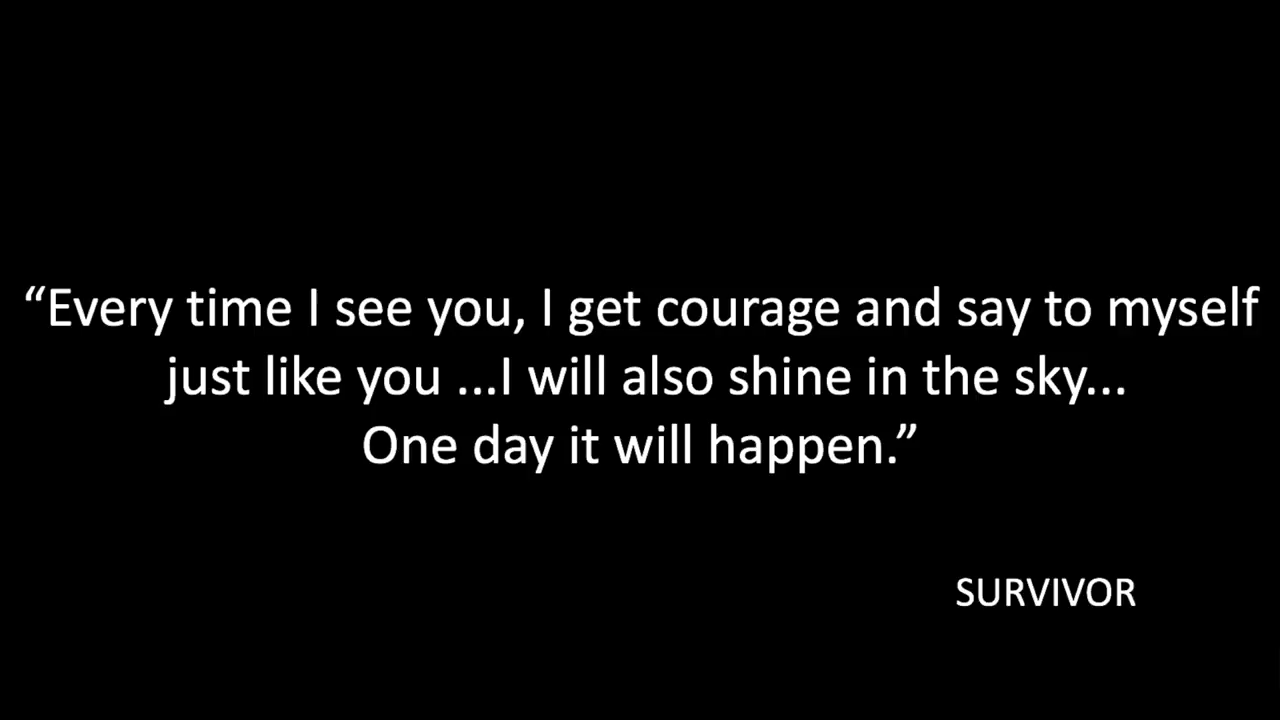 “Every time I see you, I get courage and say to myself
just like you ...I will also shine in the sky...
One day it will happen.”
SURVIVOR